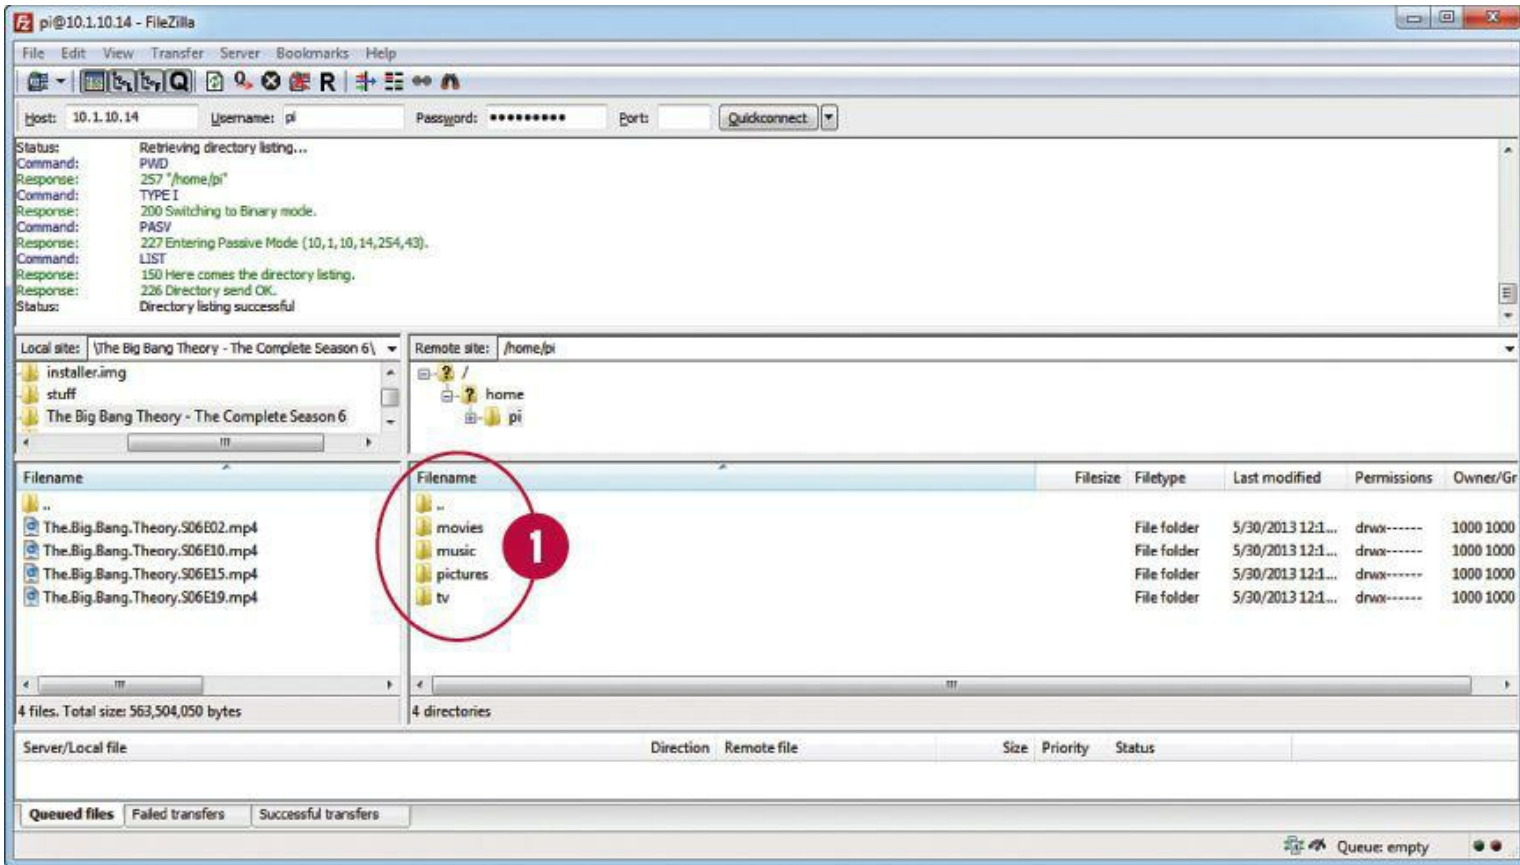 pi@10.1.10.14 - FileZilla
File Edit View Transfer Server Bookmarks Help
Host: 10.1.10.14 Username: pi Password: ●●●●●●●●● Port: Quickconnect
Status: Retrieving directory listing...
Command: PWD
Response: 257 "/home/pi"
Command: TYPE I
Response: 200 Switching to Binary mode.
Command: PASV
Response: 227 Entering Passive Mode (10,1,10,14,254,43).
Command: LIST
Response: 150 Here comes the directory listing.
Response: 226 Directory send OK.
Status: Directory listing successful
Local site: \The Big Bang Theory - The Complete Season 6\ Remote site: /home/pi
installer.img
stuff
The Big Bang Theory - The Complete Season 6
/
home
pi
Filename
..
The.Big.Bang.Theory.S06E02.mp4
The.Big.Bang.Theory.S06E10.mp4
The.Big.Bang.Theory.S06E15.mp4
The.Big.Bang.Theory.S06E19.mp4
4 files. Total size: 563,504,050 bytes
Filename Filesize Filetype Last modified Permissions Owner/Gr
..
movies File folder 5/30/2013 12:1... drwx------ 1000 1000
music File folder 5/30/2013 12:1... drwx------ 1000 1000
pictures File folder 5/30/2013 12:1... drwx------ 1000 1000
tv File folder 5/30/2013 12:1... drwx------ 1000 1000
1
4 directories
Server/Local file Direction Remote file Size Priority Status
Queued files Failed transfers Successful transfers
Queue: empty